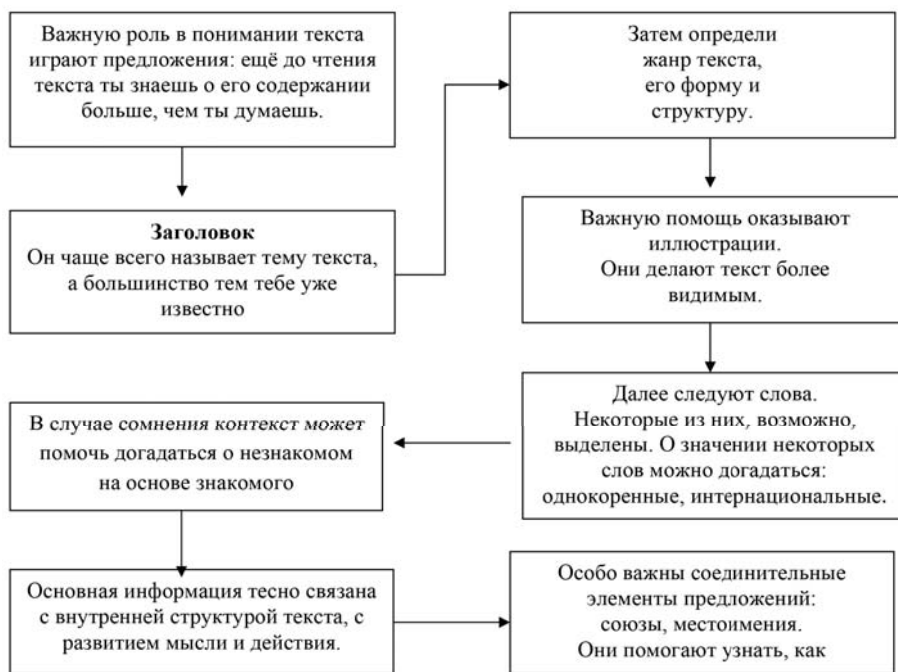 Важную роль в понимании текста
играют предложения: ещё до чтения
текста ты знаешь о его содержании
больше, чем ты думаешь.
Заголовок
Он чаще всего называет тему текста,
а большинство тем тебе уже
известно
Затем определи
жанр текста,
его форму и
структуру.
Важную помощь оказывают
иллюстрации.
Они делают текст более
видимым.
Далее следуют слова.
Некоторые из них, возможно,
выделены. О значении некоторых
слов можно догадаться:
однокоренные, интернациональные.
В случае сомнения контекст может
помочь догадаться о незнакомом
на основе знакомого
Основная информация тесно связана
с внутренней структурой текста, с
развитием мысли и действия.
Особо важны соединительные
элементы предложений:
союзы, местоимения.
Они помогают узнать, как